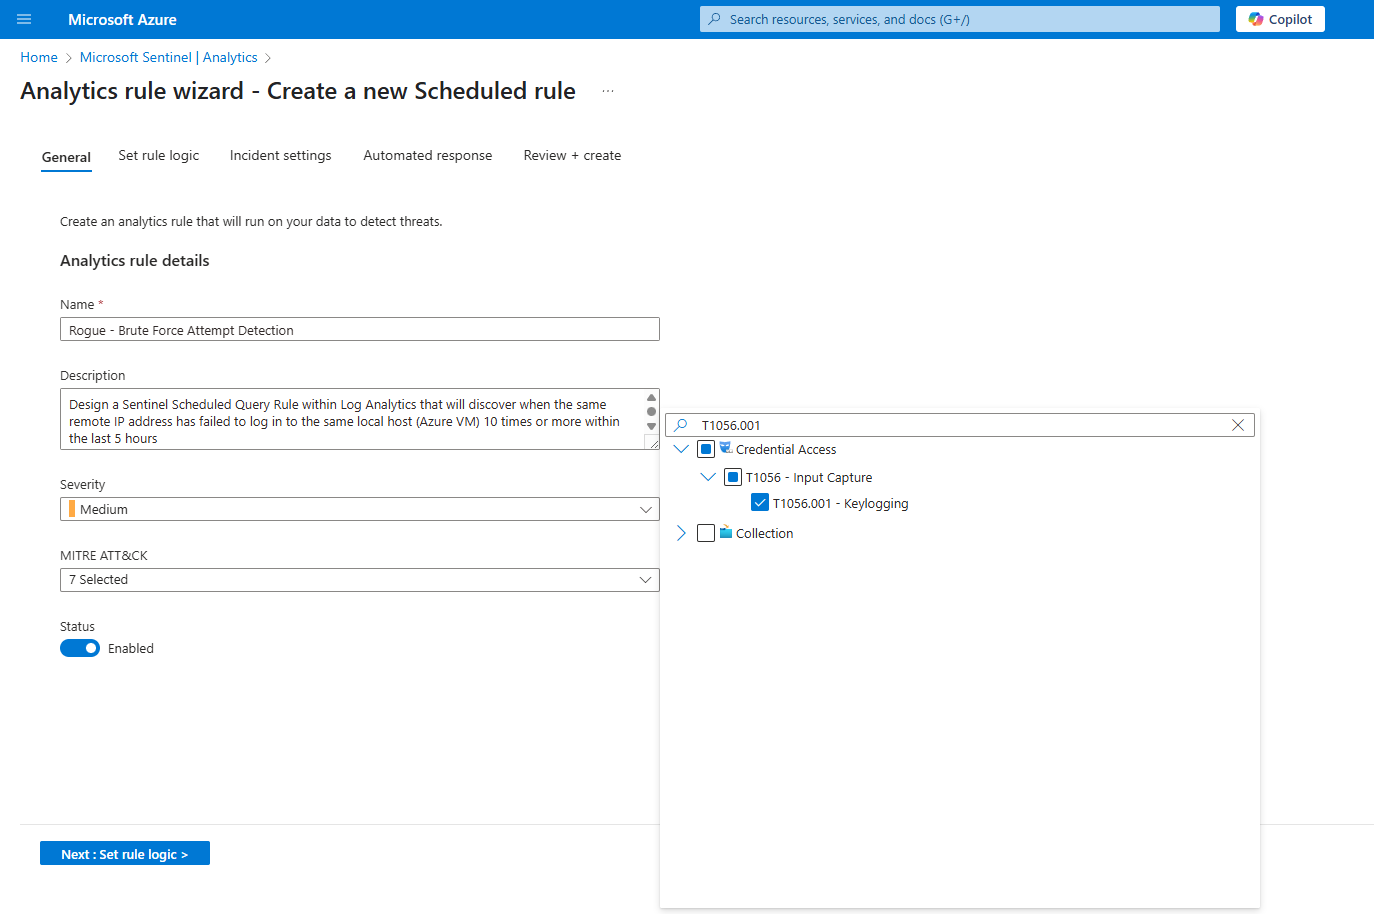 Microsoft Azure
Search resources, services, and docs (G+/)
Copilot
Home > Microsoft Sentinel | Analytics >
Analytics rule wizard - Create a new Scheduled rule ...
General
Set rule logic
Incident settings
Automated response
Review + create
Create an analytics rule that will run on your data to detect threats.
Analytics rule details
Name *
Rogue - Brute Force Attempt Detection
Description
Design a Sentinel Scheduled Query Rule within Log Analytics that will discover when the same
remote IP address has failed to log in to the same local host (Azure VM) 10 times or more within
the last 5 hours
Severity
Medium
MITRE ATT&CK
7 Selected
Status
Enabled
T1056.001
Credential Access
T1056 - Input Capture
T1056.001 - Keylogging
Collection
Next : Set rule logic >